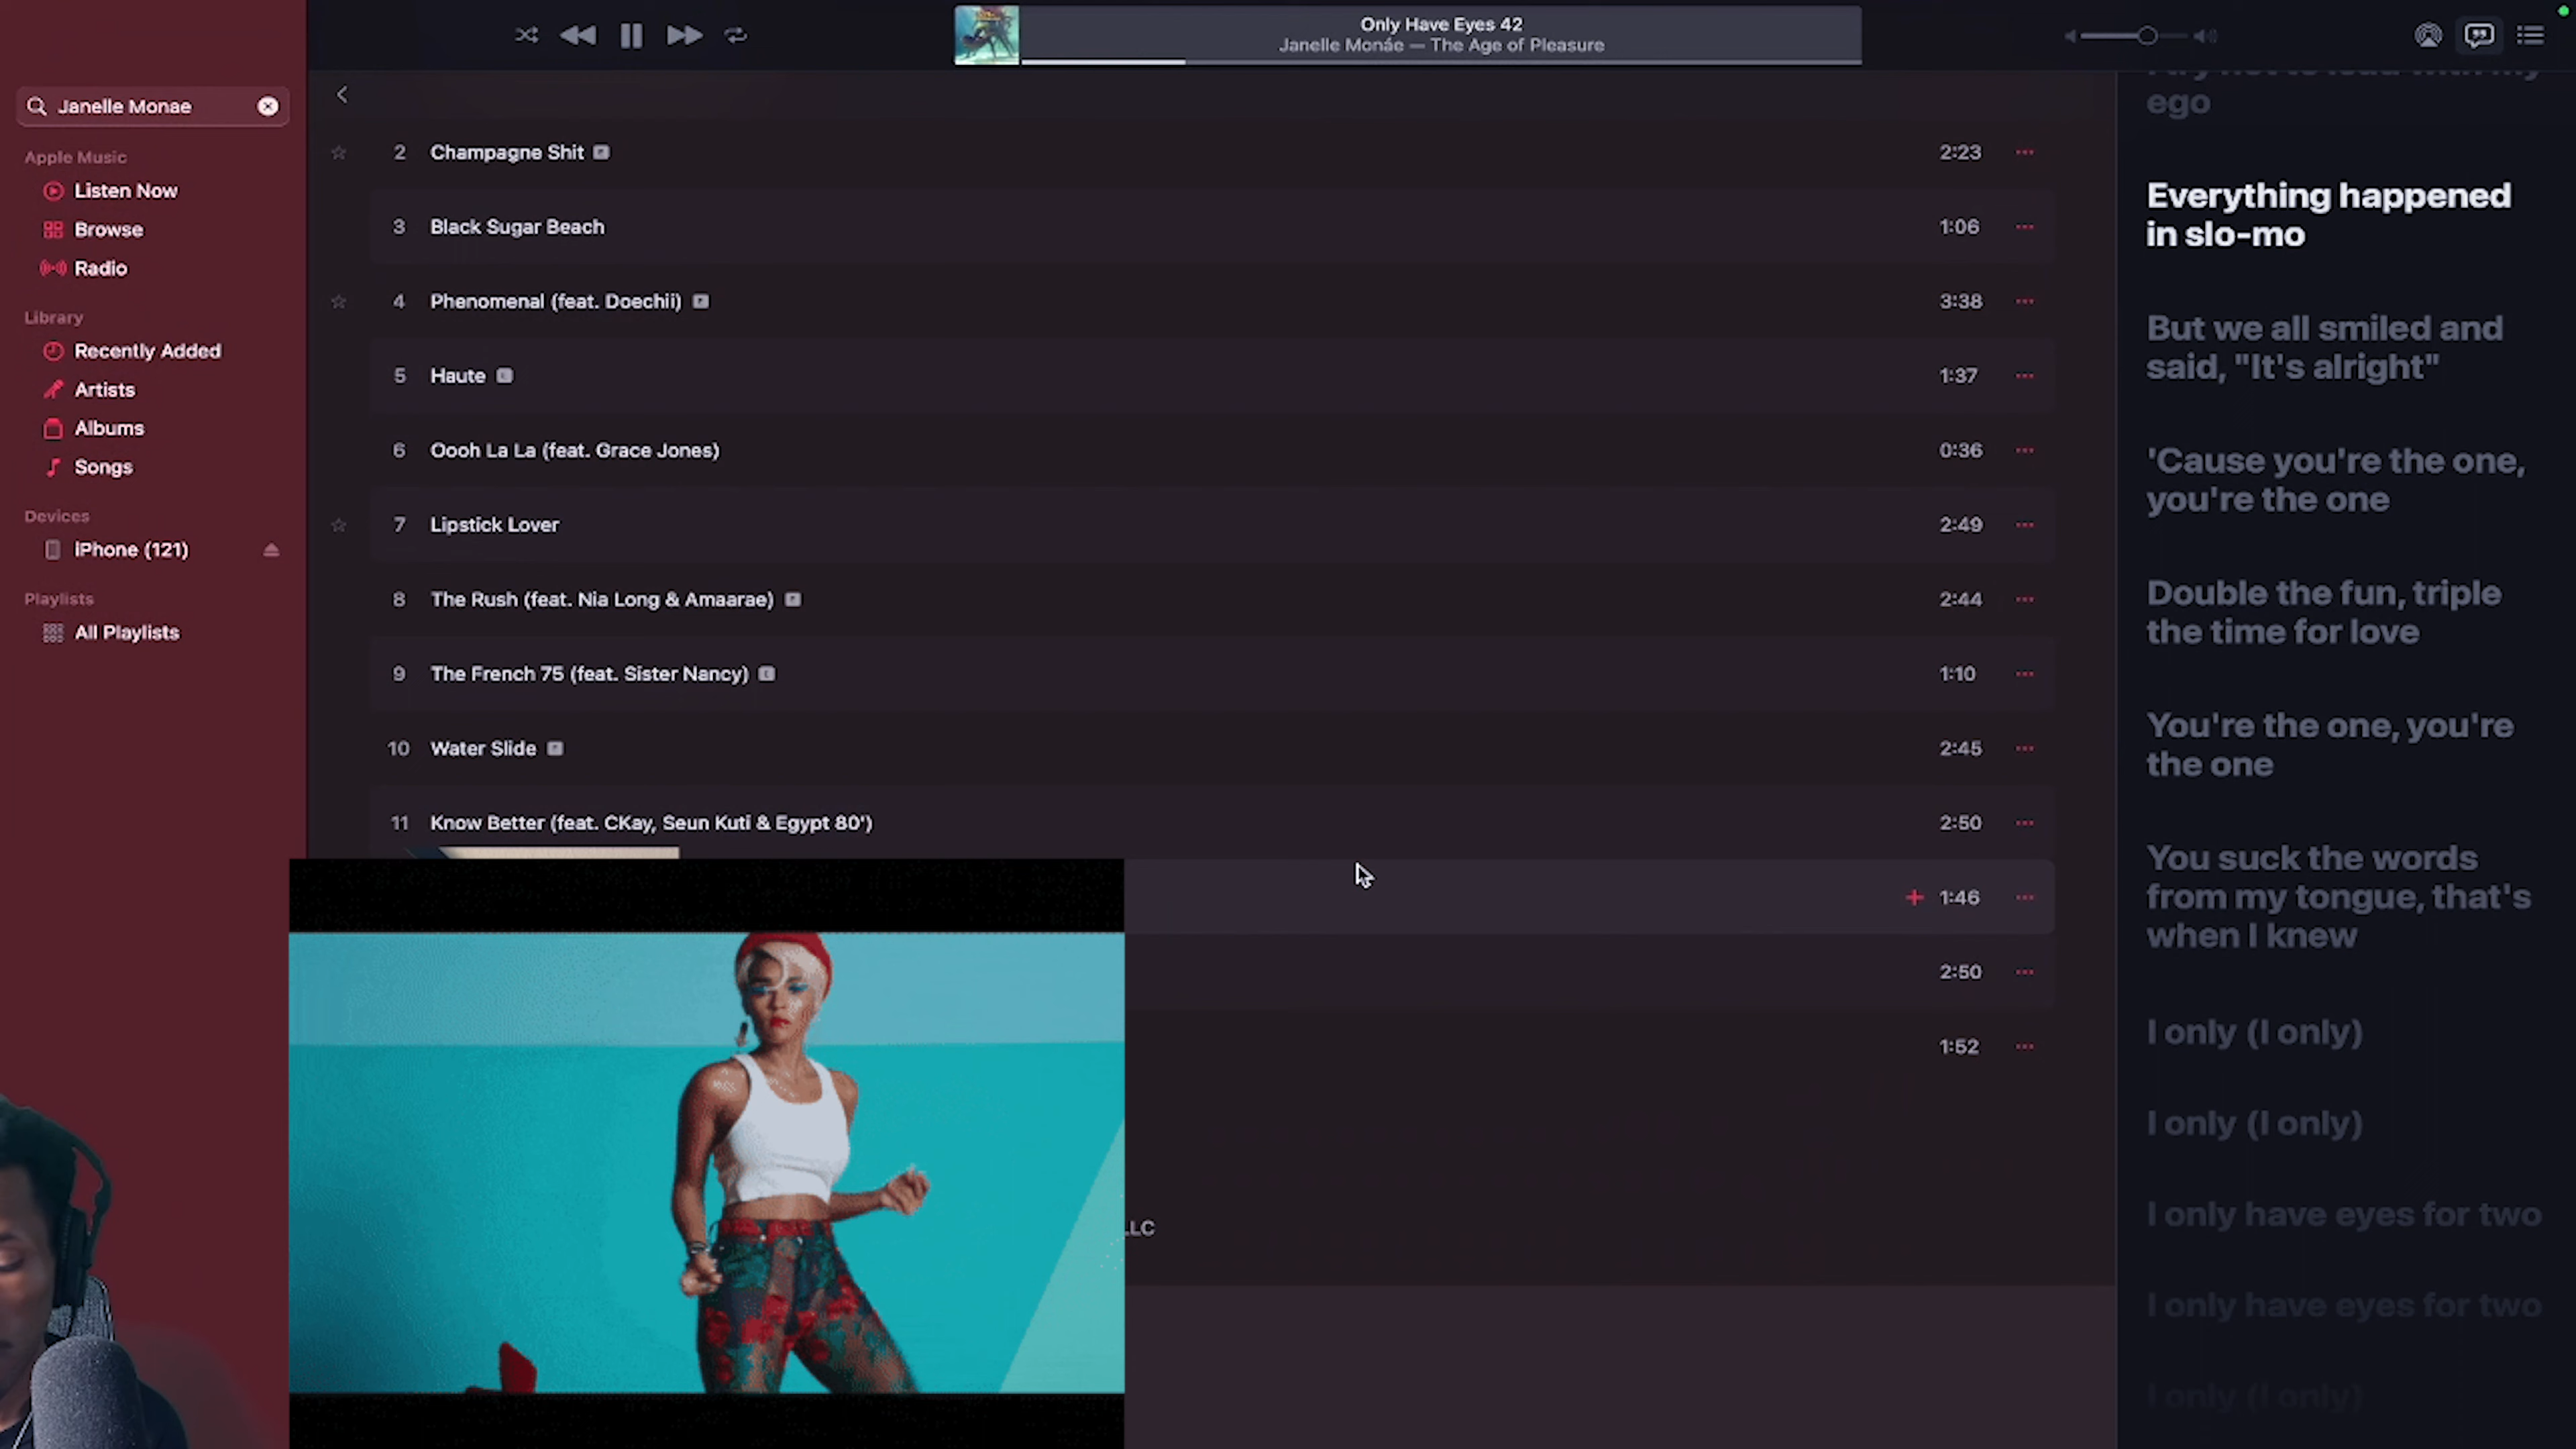 Only Have Eyes 42
Janelle Monáe — The Age of Pleasure
Janelle Monae
Apple Music
Listen Now
Browse
Radio
Library
Recently Added
Artists
Albums
Songs
Devices
iPhone (121)
Playlists
All Playlists
2 Champagne Shit 2:23
3 Black Sugar Beach 1:06
4 Phenomenal (feat. Doechii) 3:38
5 Haute 1:37
6 Oooh La La (feat. Grace Jones) 0:36
7 Lipstick Lover 2:49
8 The Rush (feat. Nia Long & Amaarae) 2:44
9 The French 75 (feat. Sister Nancy) 1:10
10 Water Slide 2:45
11 Know Better (feat. CKay, Seun Kuti & Egypt 80') 2:50
+ 1:46
2:50
1:52
LLC
ego
Everything happened
in slo-mo
But we all smiled and
said, "It's alright"
'Cause you're the one,
you're the one
Double the fun, triple
the time for love
You're the one, you're
the one
You suck the words
from my tongue, that's
when I knew
I only (I only)
I only (I only)
I only have eyes for two
I only have eyes for two
I only (I only)